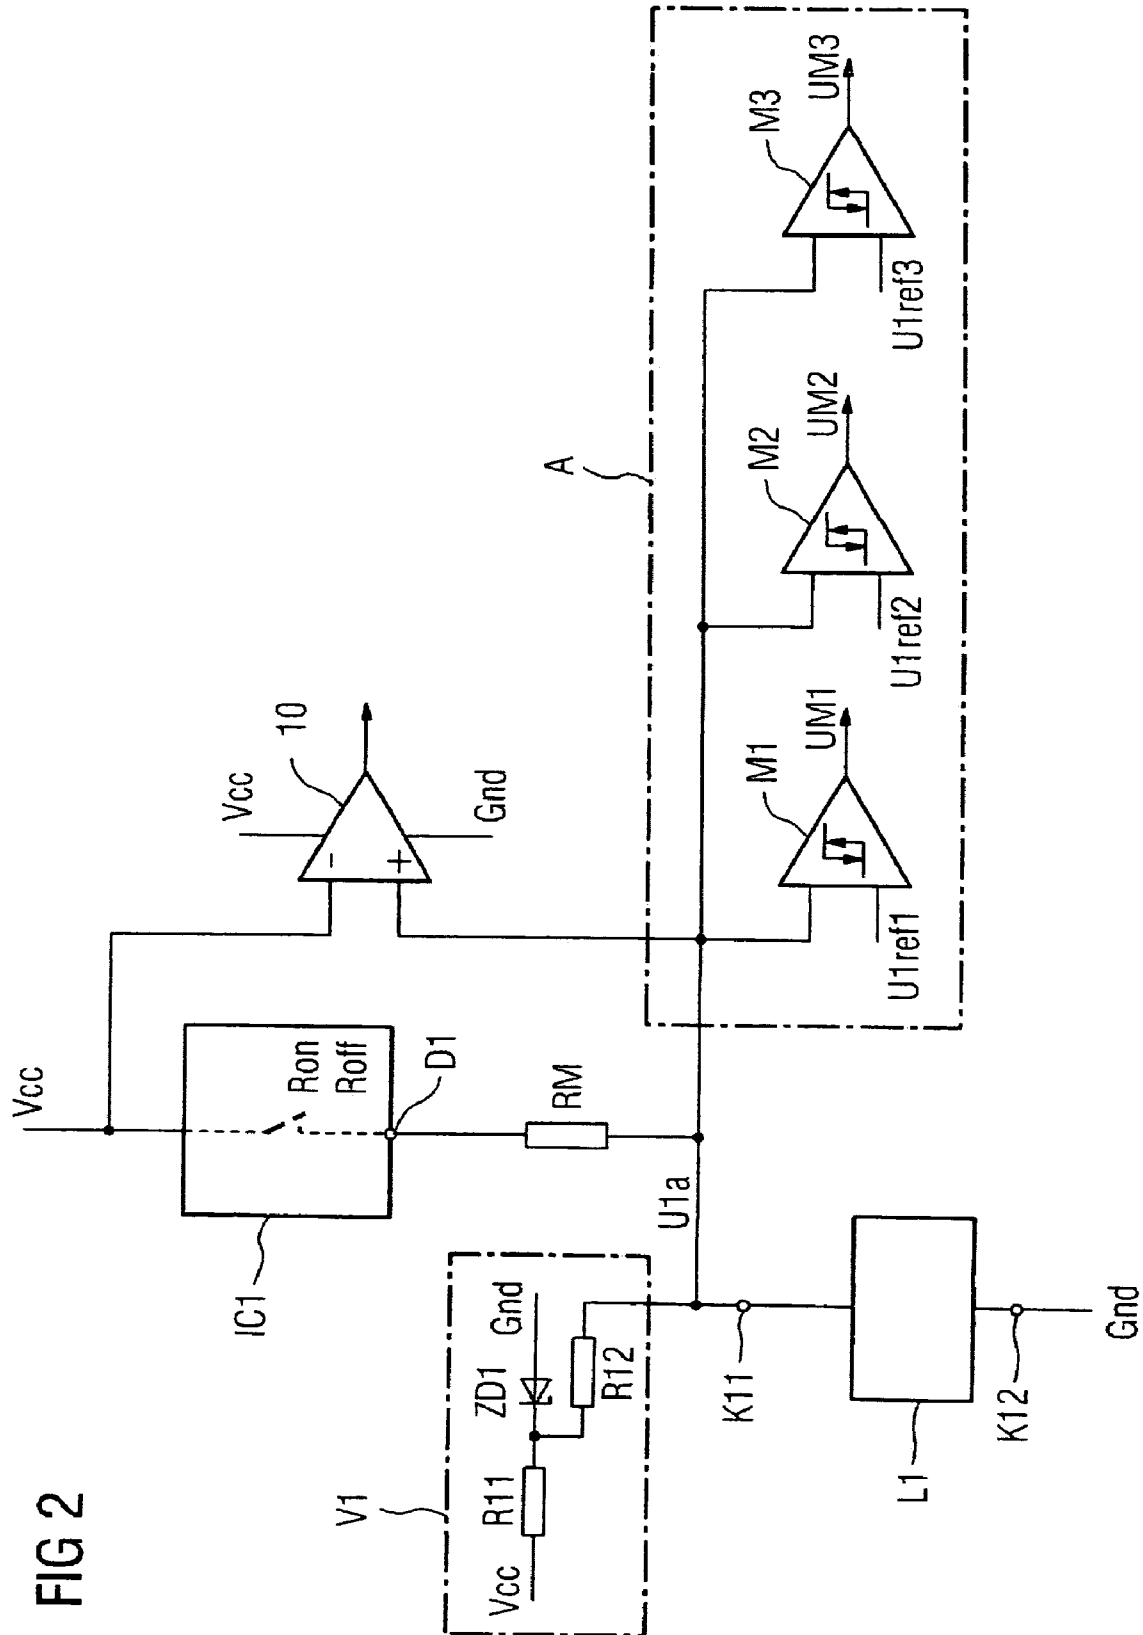 FIG 2
V1
Vcc
R11
ZD1
Gnd
R12
IC1
Vcc
Ron
Roff
D1
RM
U1a
K11
L1
K12
Gnd
Vcc
10
-
+
Gnd
A
M1
UM1
U1ref1
M2
UM2
U1ref2
M3
UM3
U1ref3